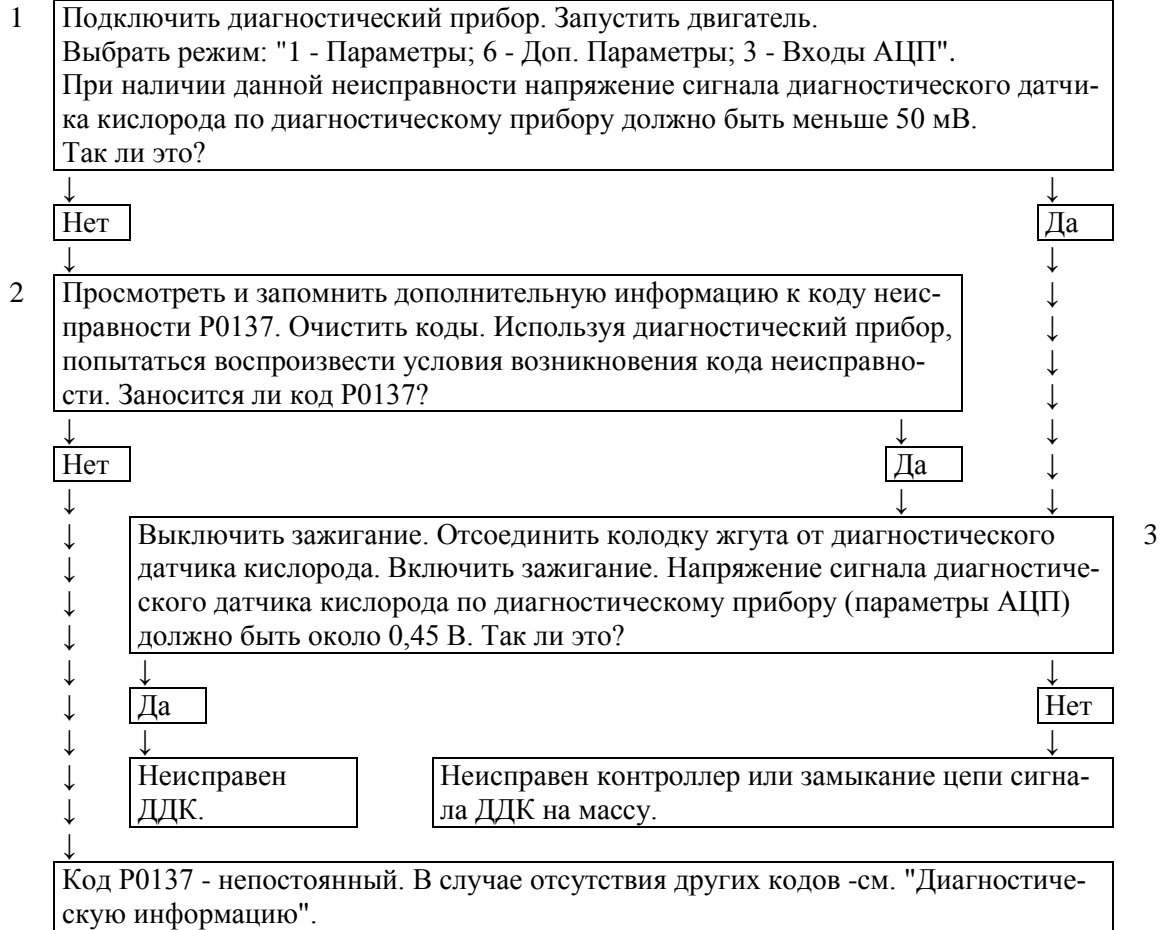 1 Подключить диагностический прибор. Запустить двигатель.
Выбрать режим: "1 - Параметры; 6 - Доп. Параметры; 3 - Входы АЦП".
При наличии данной неисправности напряжение сигнала диагностического датчи-
ка кислорода по диагностическому прибору должно быть меньше 50 мВ.
Так ли это?
↓ ↓
Нет Да
↓ ↓
2 Просмотреть и запомнить дополнительную информацию к коду неис- ↓
правности Р0137. Очистить коды. Используя диагностический прибор, ↓
попытаться воспроизвести условия возникновения кода неисправно- ↓
сти. Заносится ли код Р0137? ↓
↓ ↓ ↓
Нет Да ↓
↓ ↓ ↓
↓ Выключить зажигание. Отсоединить колодку жгута от диагностического 3
↓ датчика кислорода. Включить зажигание. Напряжение сигнала диагностиче-
↓ ского датчика кислорода по диагностическому прибору (параметры АЦП)
↓ должно быть около 0,45 В. Так ли это?
↓ ↓ ↓
↓ Да Нет
↓ ↓ ↓
↓ Неисправен Неисправен контроллер или замыкание цепи сигна-
↓ ДДК. ла ДДК на массу.
↓
Код Р0137 - непостоянный. В случае отсутствия других кодов -см. "Диагностиче-
скую информацию".